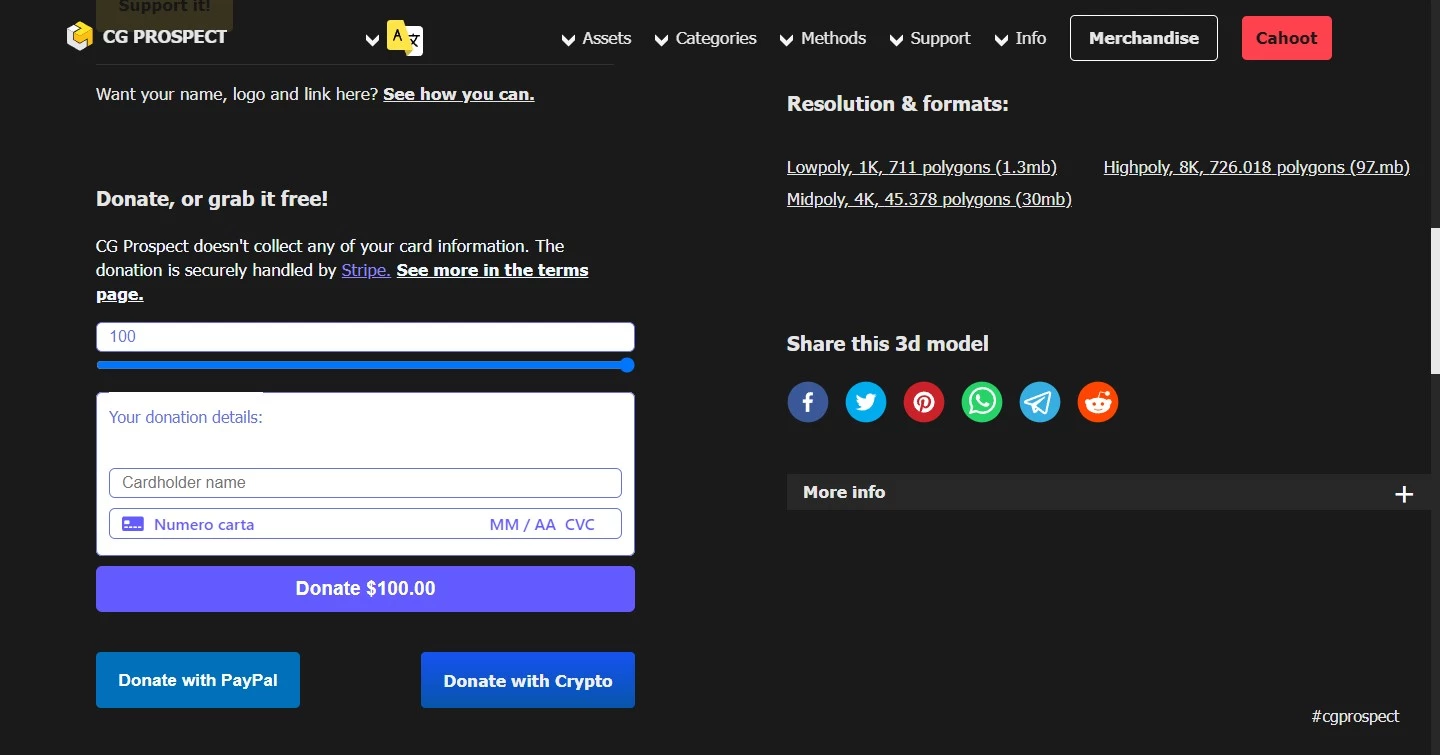 Support it!
CG PROSPECT
Assets
Categories
Methods
Support
Info
Merchandise
Cahoot
Want your name, logo and link here? See how you can.
Donate, or grab it free!
CG Prospect doesn't collect any of your card information. The
donation is securely handled by Stripe. See more in the terms
page.
100
Your donation details:
Cardholder name
Numero carta MM / AA CVC
Donate $100.00
Donate with PayPal
Donate with Crypto
Resolution & formats:
Lowpoly, 1K, 711 polygons (1.3mb)
Highpoly, 8K, 726.018 polygons (97.mb)
Midpoly, 4K, 45.378 polygons (30mb)
Share this 3d model
More info
#cgprospect